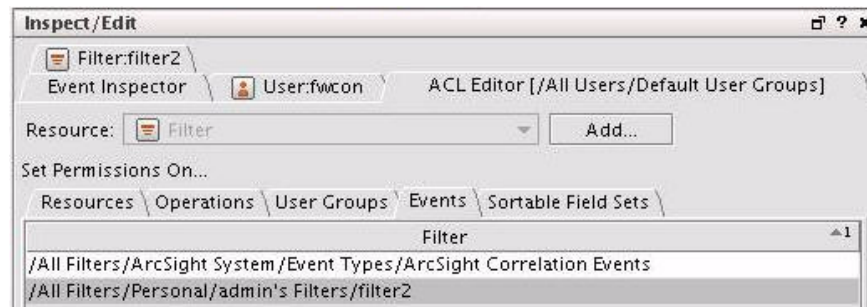 Inspect/Edit
Filter:filter2
Event Inspector User:fwcon ACL Editor [/All Users/Default User Groups]
Resource: Filter Add...
Set Permissions On...
Resources Operations User Groups Events Sortable Field Sets
Filter 1
/All Filters/ArcSight System/Event Types/ArcSight Correlation Events
/All Filters/Personal/admin's Filters/filter2